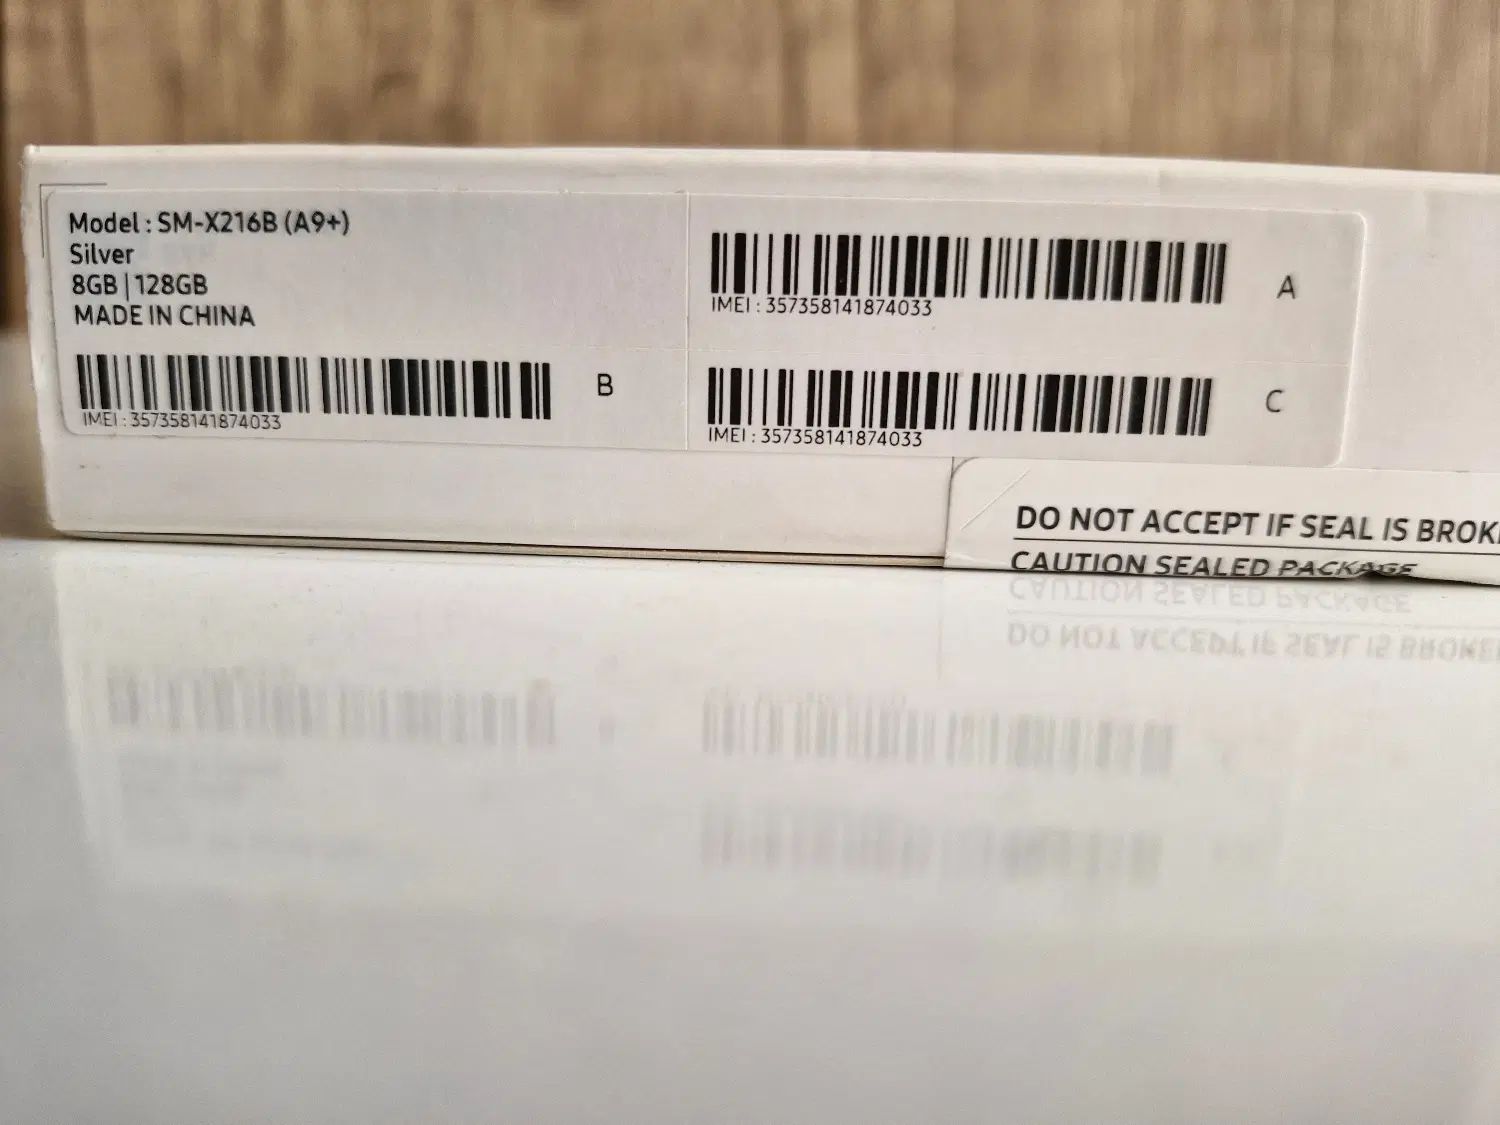 Model : SM-X216B (A9+)
Silver
8GB | 128GB
MADE IN CHINA
IMEI : 357358141874033
B
IMEI : 357358141874033
A
IMEI : 357358141874033
C
DO NOT ACCEPT IF SEAL IS BROKE
CAUTION SEALED PACKAGE